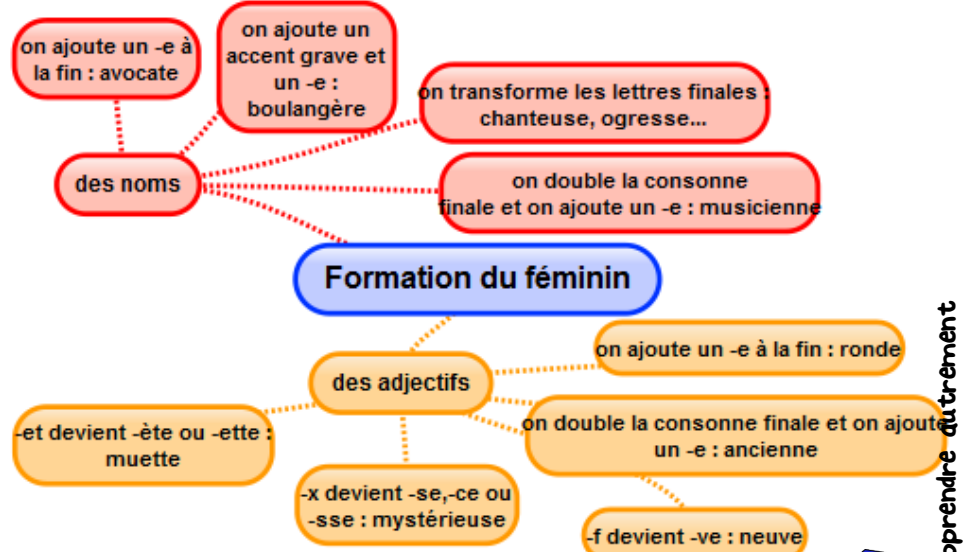 on ajoute un -e à
la fin : avocate
on ajoute un
accent grave et
un -e :
boulangère
on transforme les lettres finales :
chanteuse, ogresse...
des noms
on double la consonne
finale et on ajoute un -e : musicienne
Formation du féminin
on ajoute un -e à la fin : ronde
des adjectifs
on double la consonne finale et on ajoute
un -e : ancienne
-et devient -ète ou -ette :
muette
-x devient -se,-ce ou
-sse : mystérieuse
-f devient -ve : neuve
pprendre autrement